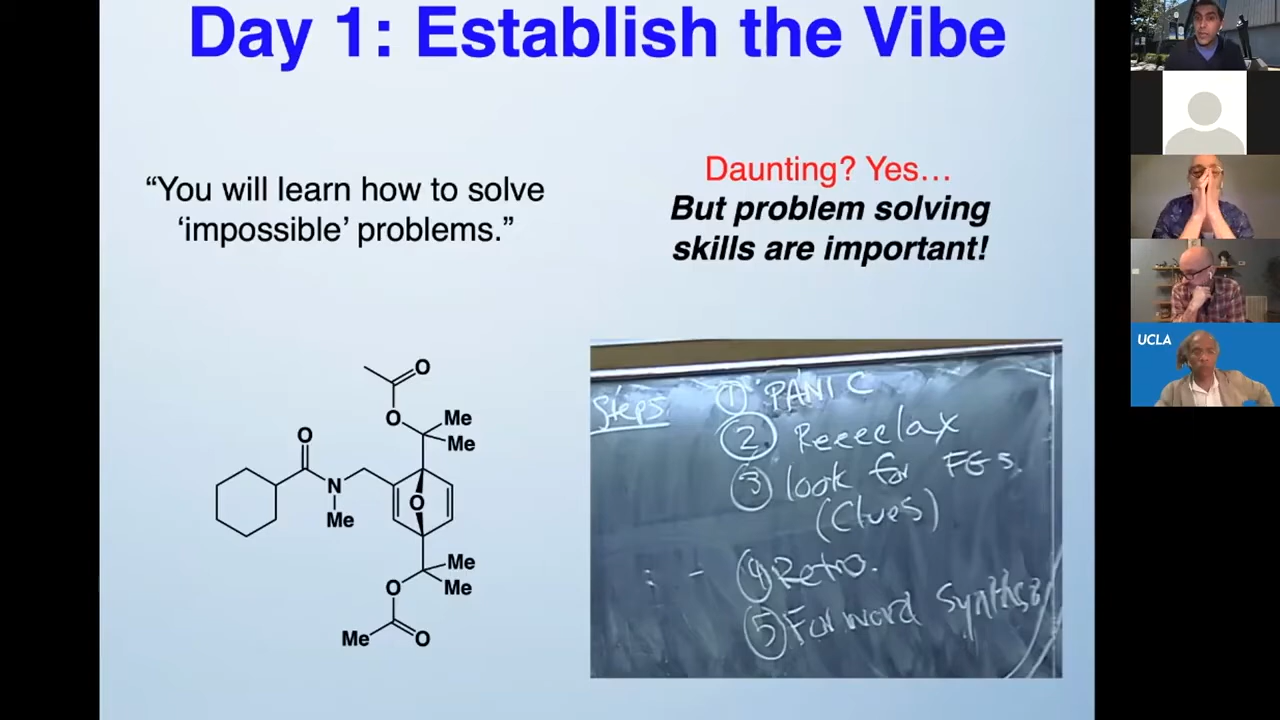 Day 1: Establish the Vibe
“You will learn how to solve
‘impossible’ problems.”
Daunting? Yes…
But problem solving
skills are important!
O
O
Me
Me
O
N
Me
O
Me
Me
O
Me
O
Steps
① PANIC
② Reeeelax
③ look for FGs.
(Clues)
④ Retro.
⑤ Forward Synthesis
UCLA